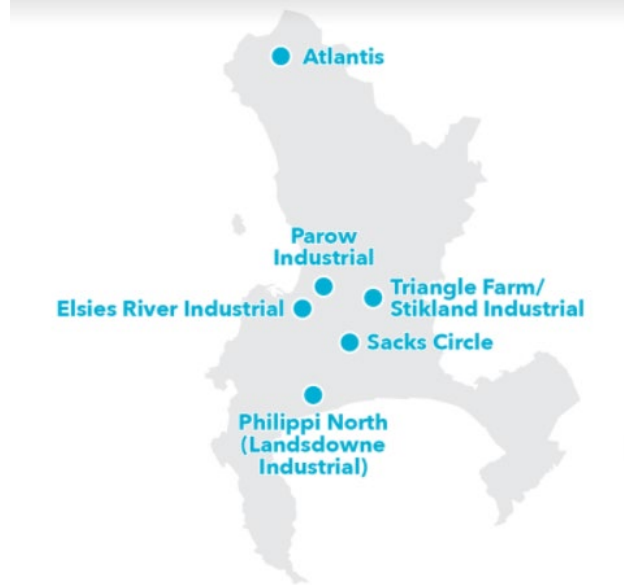 Atlantis
Parow
Industrial
Triangle Farm/
Stikland Industrial
Elsies River Industrial
Sacks Circle
Philippi North
(Landsdowne
Industrial)